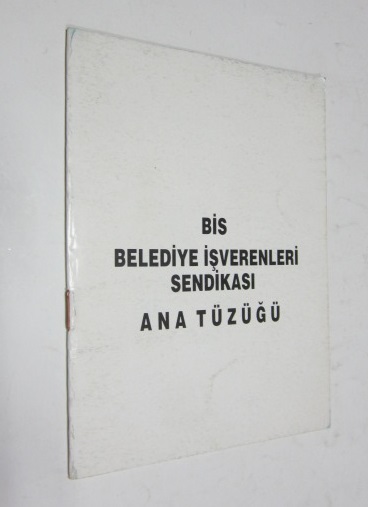 BİS
BELEDİYE İŞVERENLERİ
SENDİKASI
ANA TÜZÜĞÜ